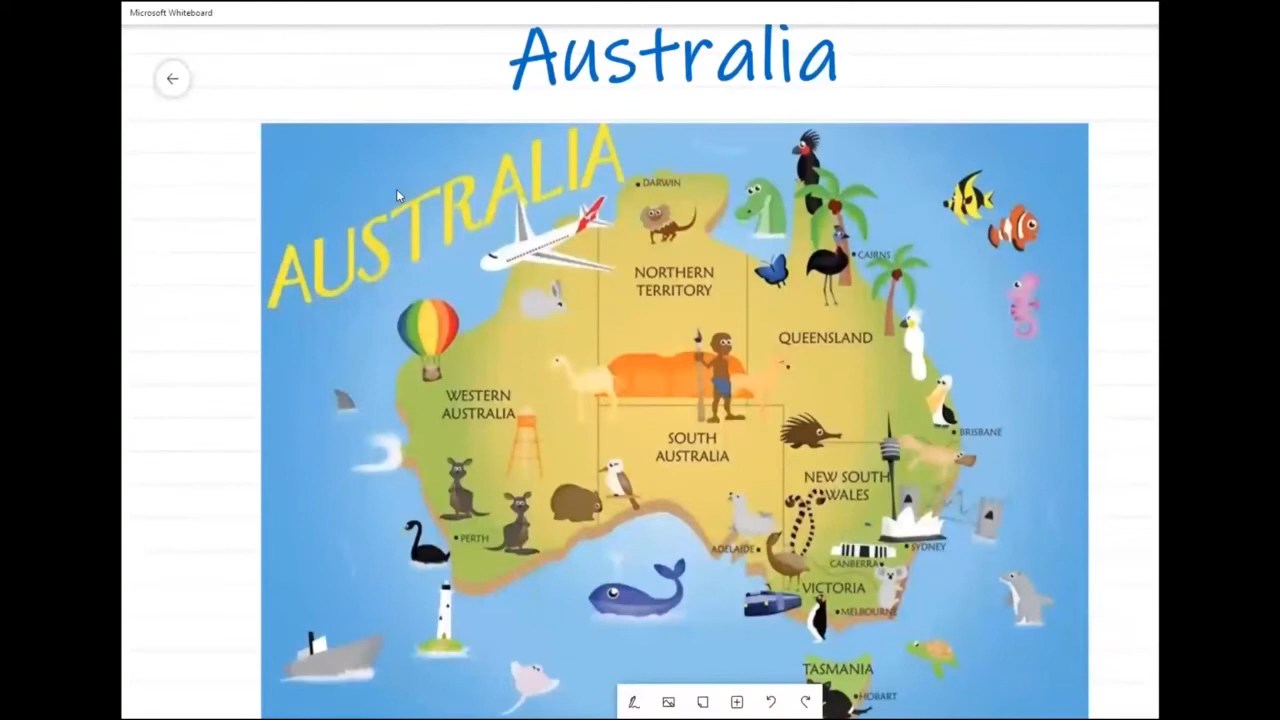 Microsoft Whiteboard
Australia
AUSTRALIA
DARWIN
NORTHERN
TERRITORY
CAIRNS
QUEENSLAND
WESTERN
AUSTRALIA
SOUTH
AUSTRALIA
BRISBANE
NEW SOUTH
WALES
PERTH
ADELAIDE
SYDNEY
CANBERRA
VICTORIA
MELBOURNE
TASMANIA
HOBART